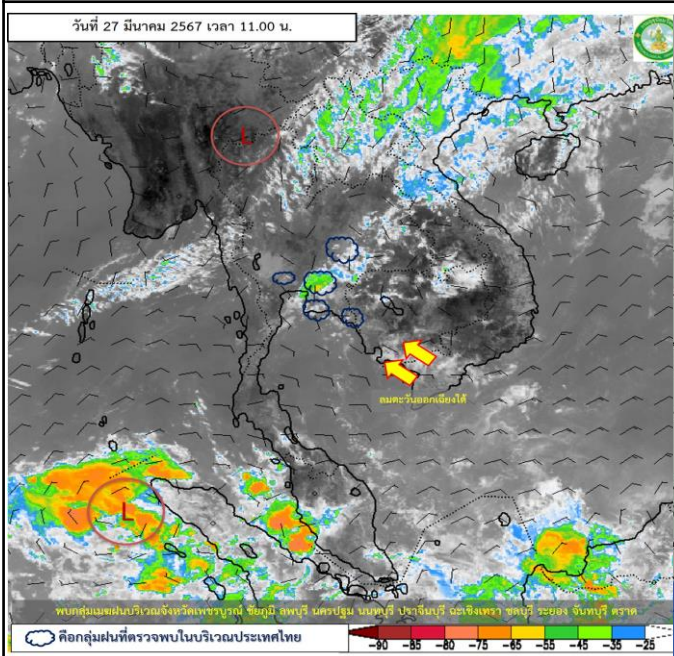 วันที่ 27 มีนาคม 2567 เวลา 11.00 น.
L
ลมตะวันออกเฉียงใต้
L
พบกลุ่มเมฆฝนบริเวณจังหวัดเพชรบูรณ์ ชัยภูมิ ลพบุรี นครปฐม นนทบุรี ปราจีนบุรี ฉะเชิงเทรา ชลบุรี ระยอง จันทบุรี ตราด
คือกลุ่มฝนที่ตรวจพบในบริเวณประเทศไทย
-90 -85 -80 -75 -65 -55 -45 -35 -25